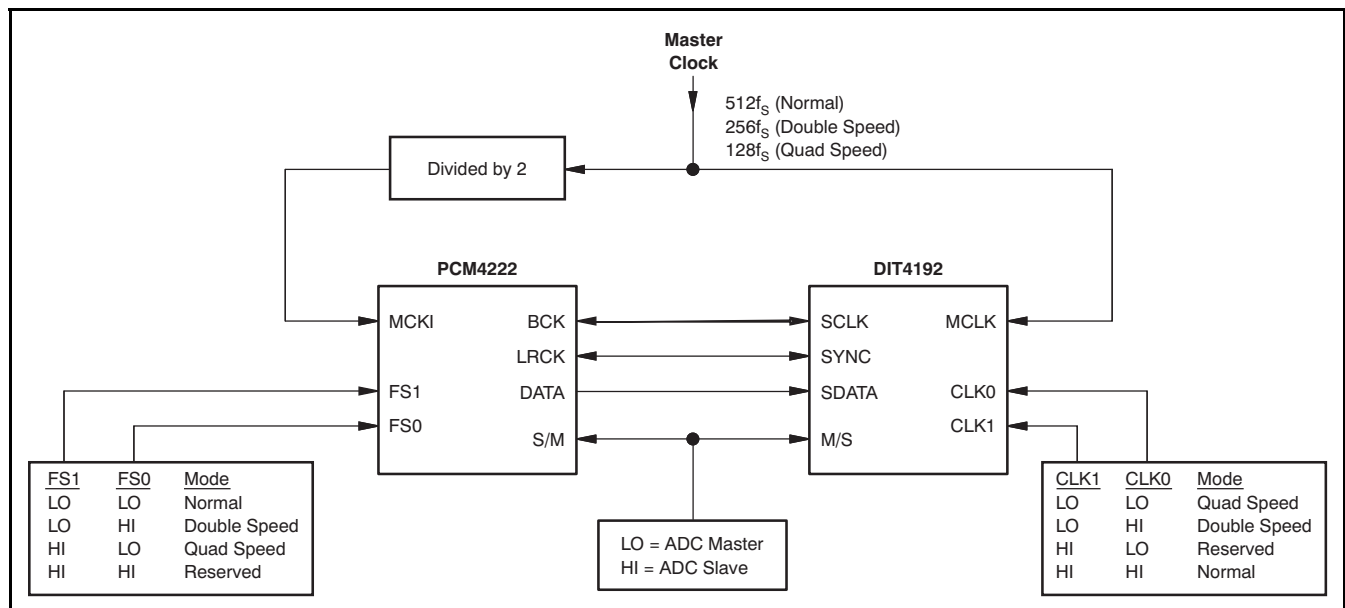 Master
Clock
512fS (Normal)
256fS (Double Speed)
128fS (Quad Speed)
Divided by 2
PCM4222
DIT4192
MCKI
BCK
SCLK
MCLK
LRCK
SYNC
FS1
DATA
SDATA
CLK0
FS0
CLK1
S/M
M/S
FS1 FS0 Mode
LO LO Normal
LO HI Double Speed
HI LO Quad Speed
HI HI Reserved
LO = ADC Master
HI = ADC Slave
CLK1 CLK0 Mode
LO LO Quad Speed
LO HI Double Speed
HI LO Reserved
HI HI Normal